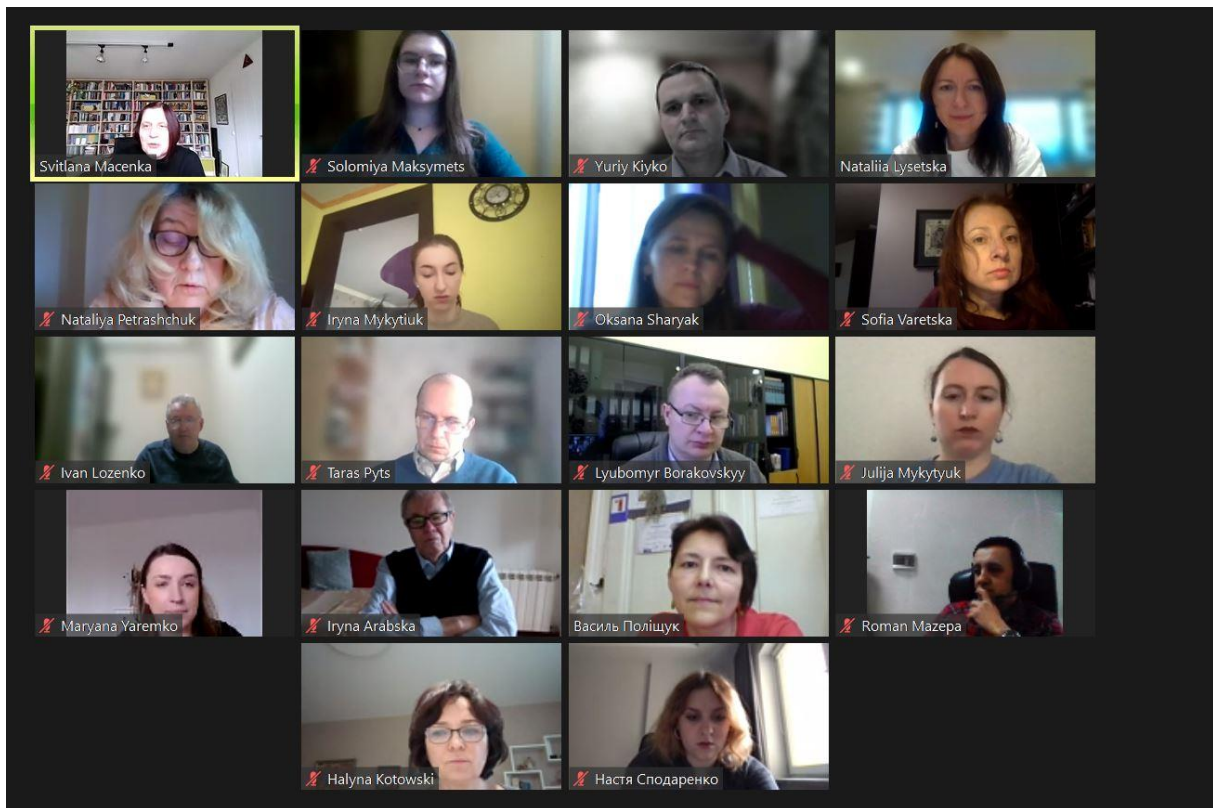 Svitlana Macenka
Solomiya Maksymets
Yuriy Kiyko
Nataliia Lysetska
Nataliya Petrashchuk
Iryna Mykytiuk
Oksana Sharyak
Sofia Varetska
Ivan Lozenko
Taras Pyts
Lyubomyr Borakovskyy
Julija Mykytyuk
Maryana Yaremko
Iryna Arabska
Василь Поліщук
Roman Mazepa
Halyna Kotowski
Настя Сподаренко